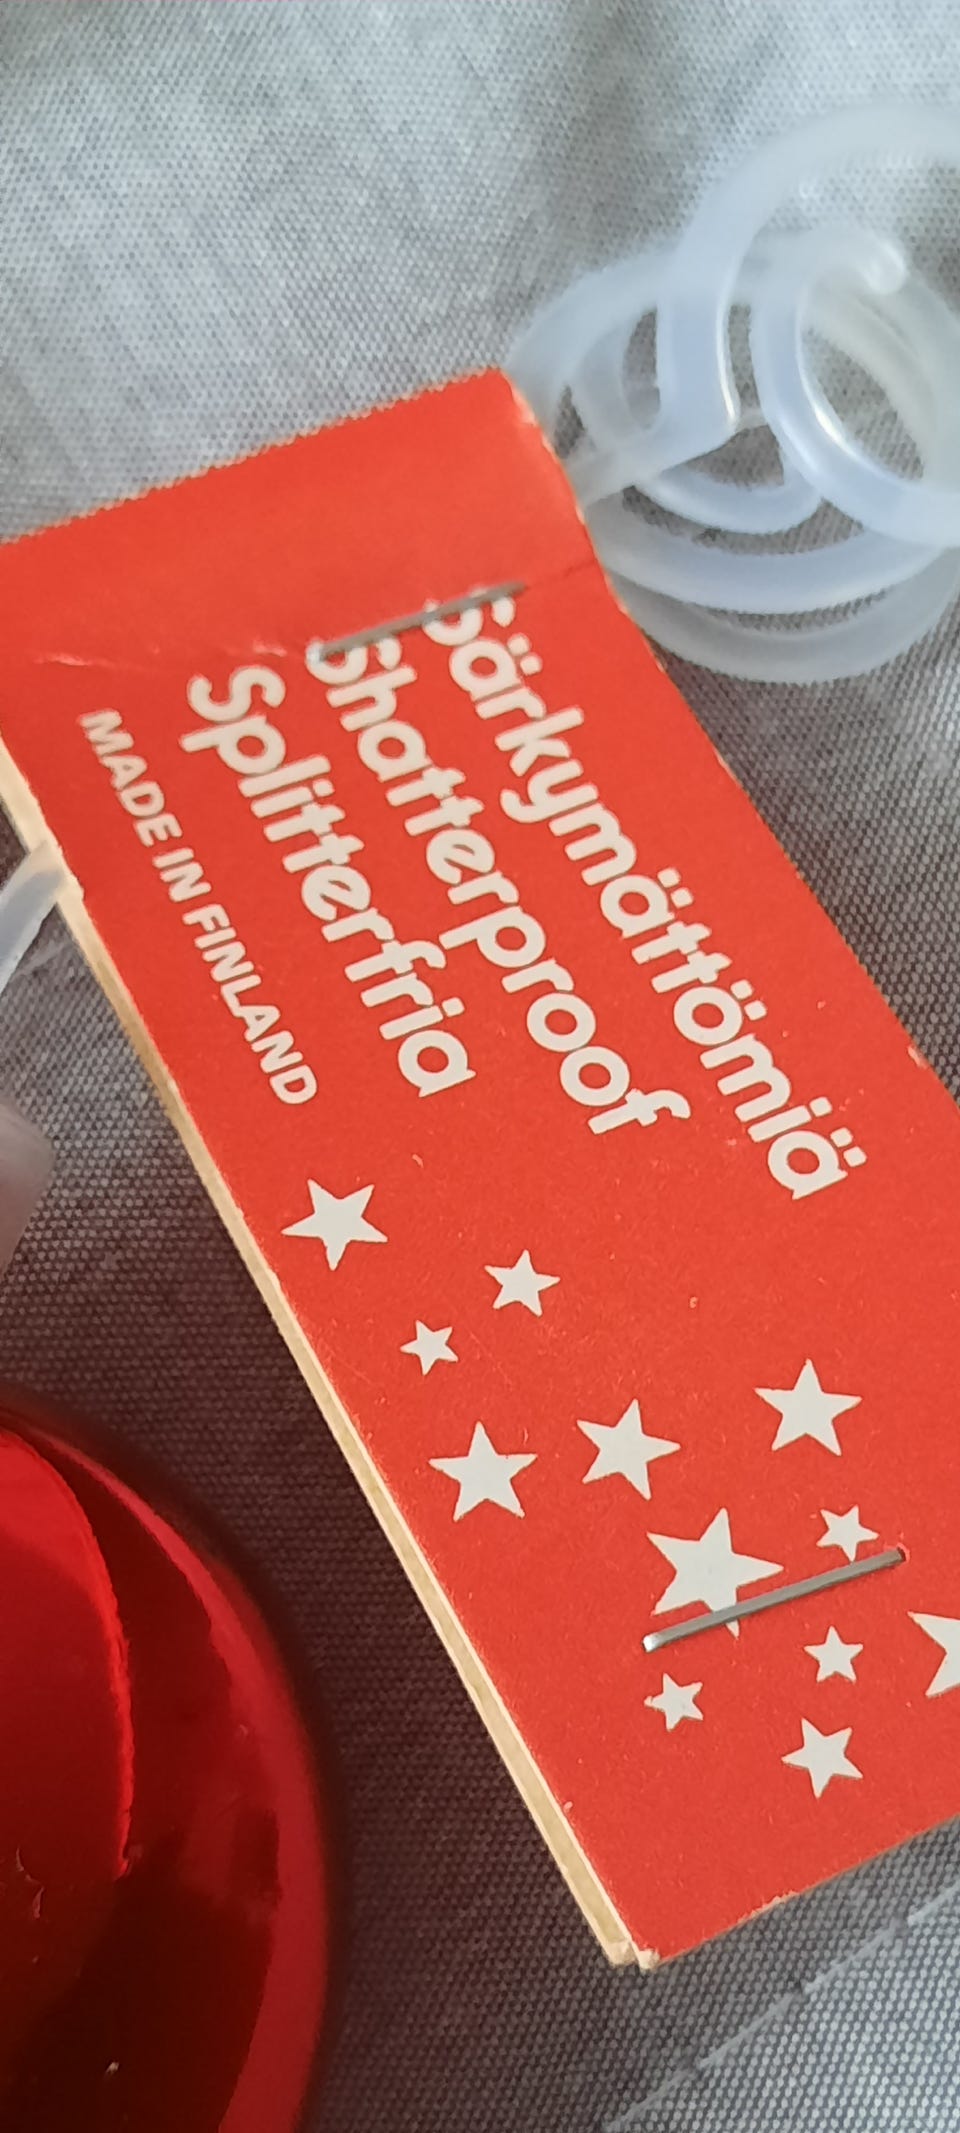 Särkymättömiä
Shatterproof
Splitterfria
MADE IN FINLAND